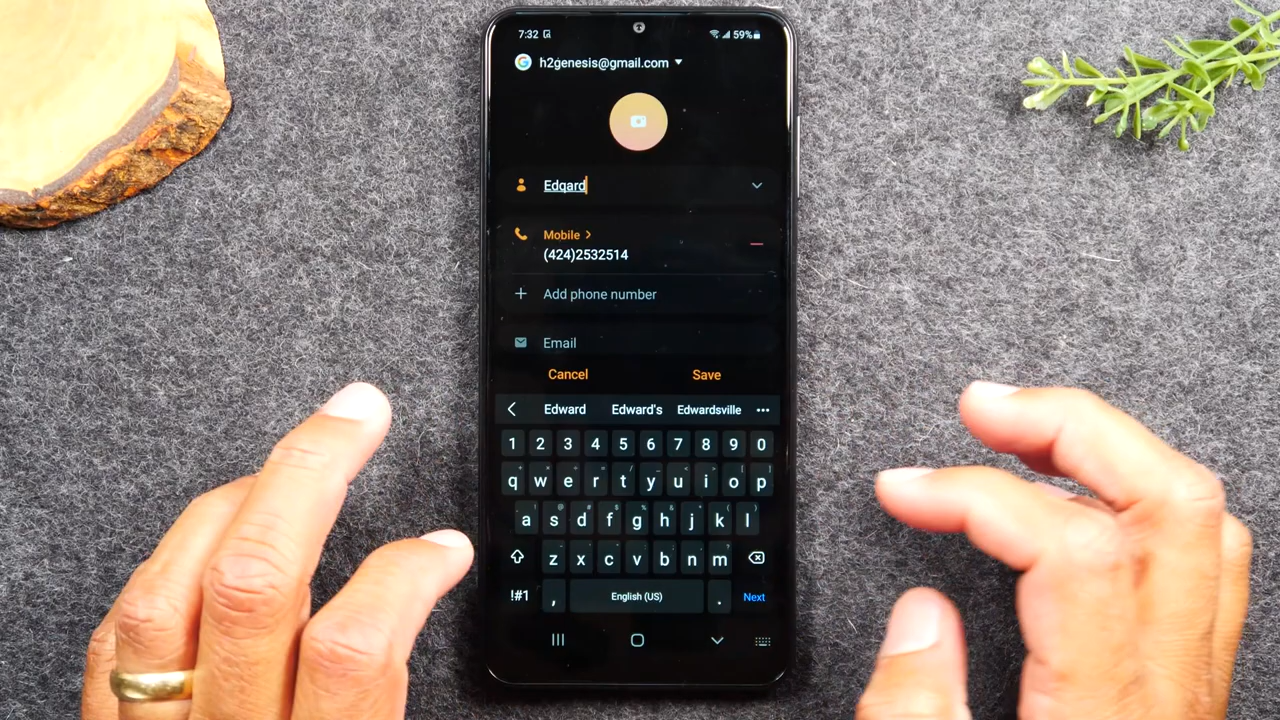 7:32 59%
h2genesis@gmail.com
Edqard
Mobile >
(424)2532514
+ Add phone number
Email
Cancel Save
Edward Edward's Edwardsville
1 2 3 4 5 6 7 8 9 0
q w e r t y u i o p
a s d f g h j k l
z x c v b n m
!#1 , English (US) . Next